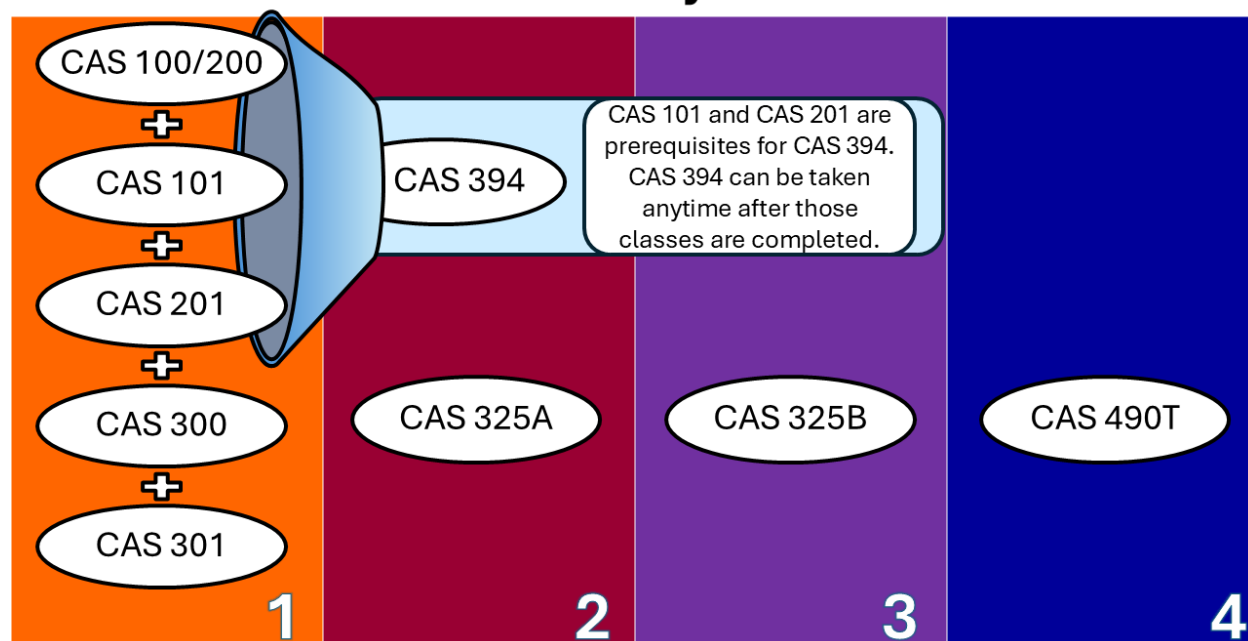 CAS 100/200
CAS 101
CAS 201
CAS 300
CAS 301
1
CAS 394
CAS 101 and CAS 201 are
prerequisites for CAS 394.
CAS 394 can be taken
anytime after those
classes are completed.
CAS 325A
2
CAS 325B
3
CAS 490T
4